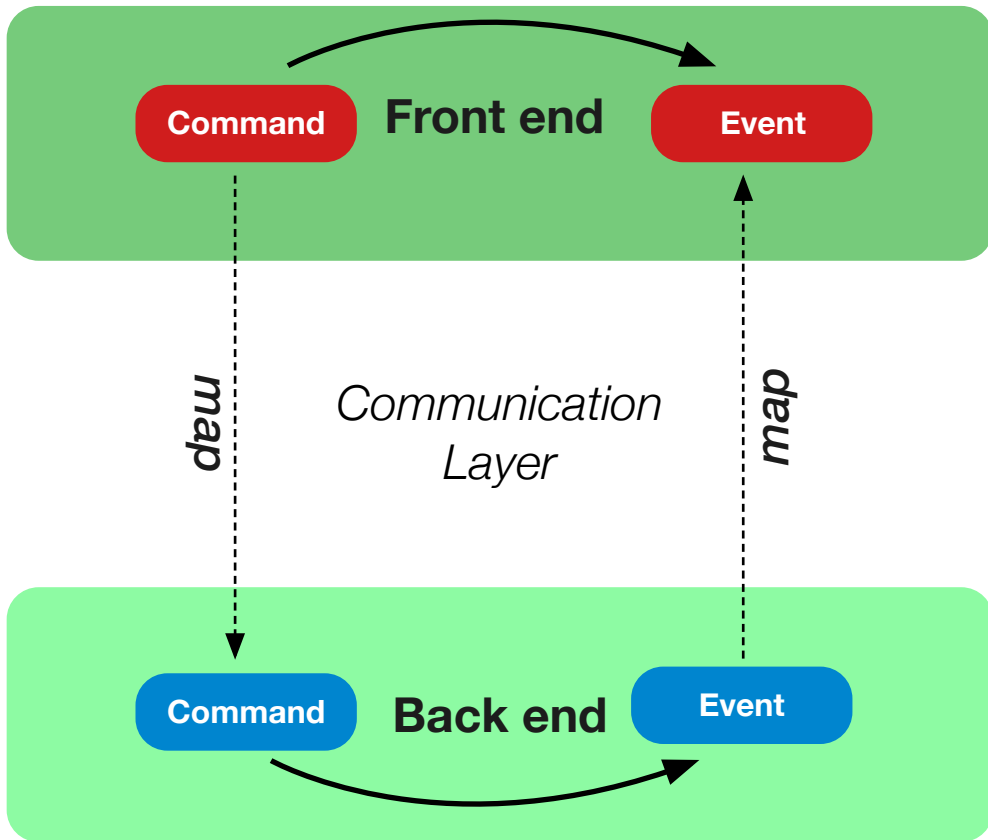 Command
Front end
Event
map
Communication
Layer
map
Command
Back end
Event